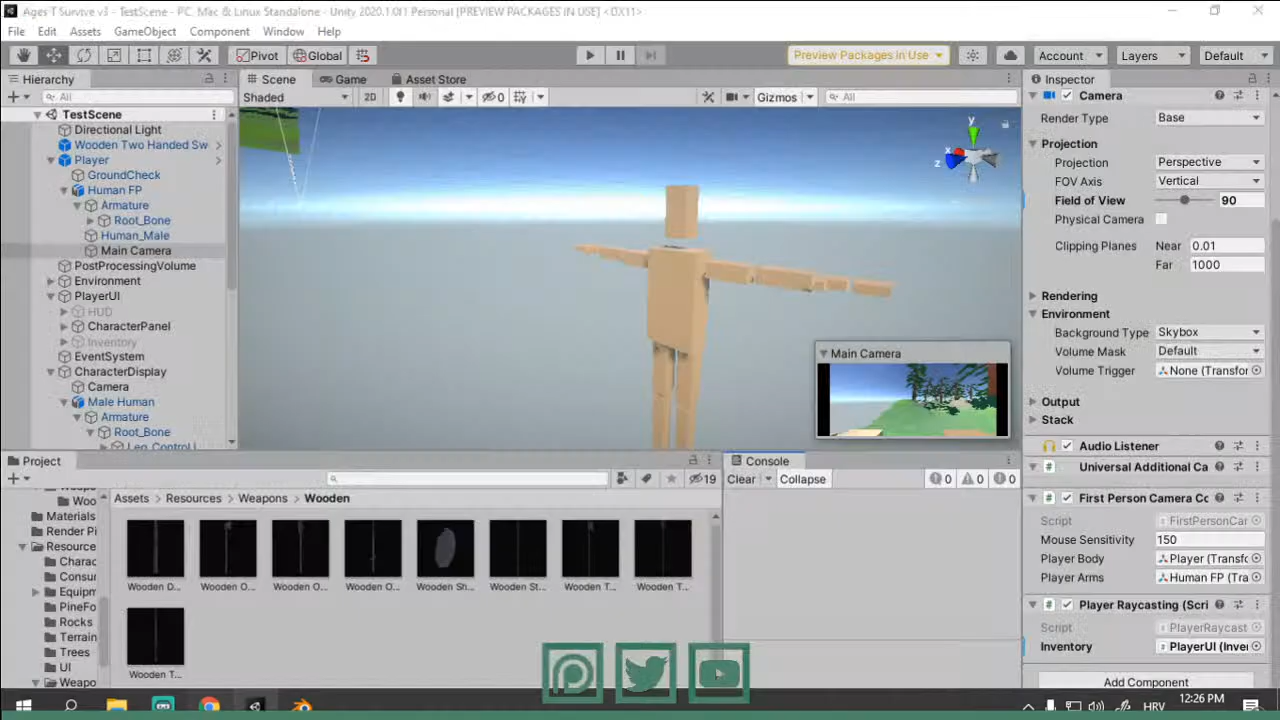 Ages T Survive v3 - TestScene - PC, Mac & Linux Standalone - Unity 2020.1.0f1 Personal [PREVIEW PACKAGES IN USE] <DX11>
File Edit Assets GameObject Component Window Help
Pivot Global Preview Packages in Use Account Layers Default
Hierarchy
All
TestScene
Directional Light
Wooden Two Handed Sw
Player
GroundCheck
Human FP
Armature
Root_Bone
Human_Male
Main Camera
PostProcessingVolume
Environment
PlayerUI
HUD
CharacterPanel
Inventory
EventSystem
CharacterDisplay
Camera
Male Human
Armature
Root_Bone
Scene Game Asset Store
Shaded 2D 0 Gizmos All
y
x
z
Main Camera
Inspector
Camera
Render Type Base
Projection
Projection Perspective
FOV Axis Vertical
Field of View 90
Physical Camera
Clipping Planes Near 0.01
Far 1000
Rendering
Environment
Background Type Skybox
Volume Mask Default
Volume Trigger None (Transfor
Output
Stack
Audio Listener
Universal Additional Ca
First Person Camera Co
Script FirstPersonCar
Mouse Sensitivity 150
Player Body Player (Transfo
Player Arms Human FP (Tra
Player Raycasting (Scri
Script PlayerRaycast
Inventory PlayerUI (Inver
Add Component
Project
19
Woo
Materials
Render Pi
Resource
Charac
Consur
Equipm
PineFo
Rocks
Terrain
Trees
UI
Weapo
Assets > Resources > Weapons > Wooden
Wooden D... Wooden O... Wooden O... Wooden O... Wooden Sh... Wooden St... Wooden T... Wooden T...
Wooden T...
Console
Clear Collapse 0 0 0
HRV 12:26 PM